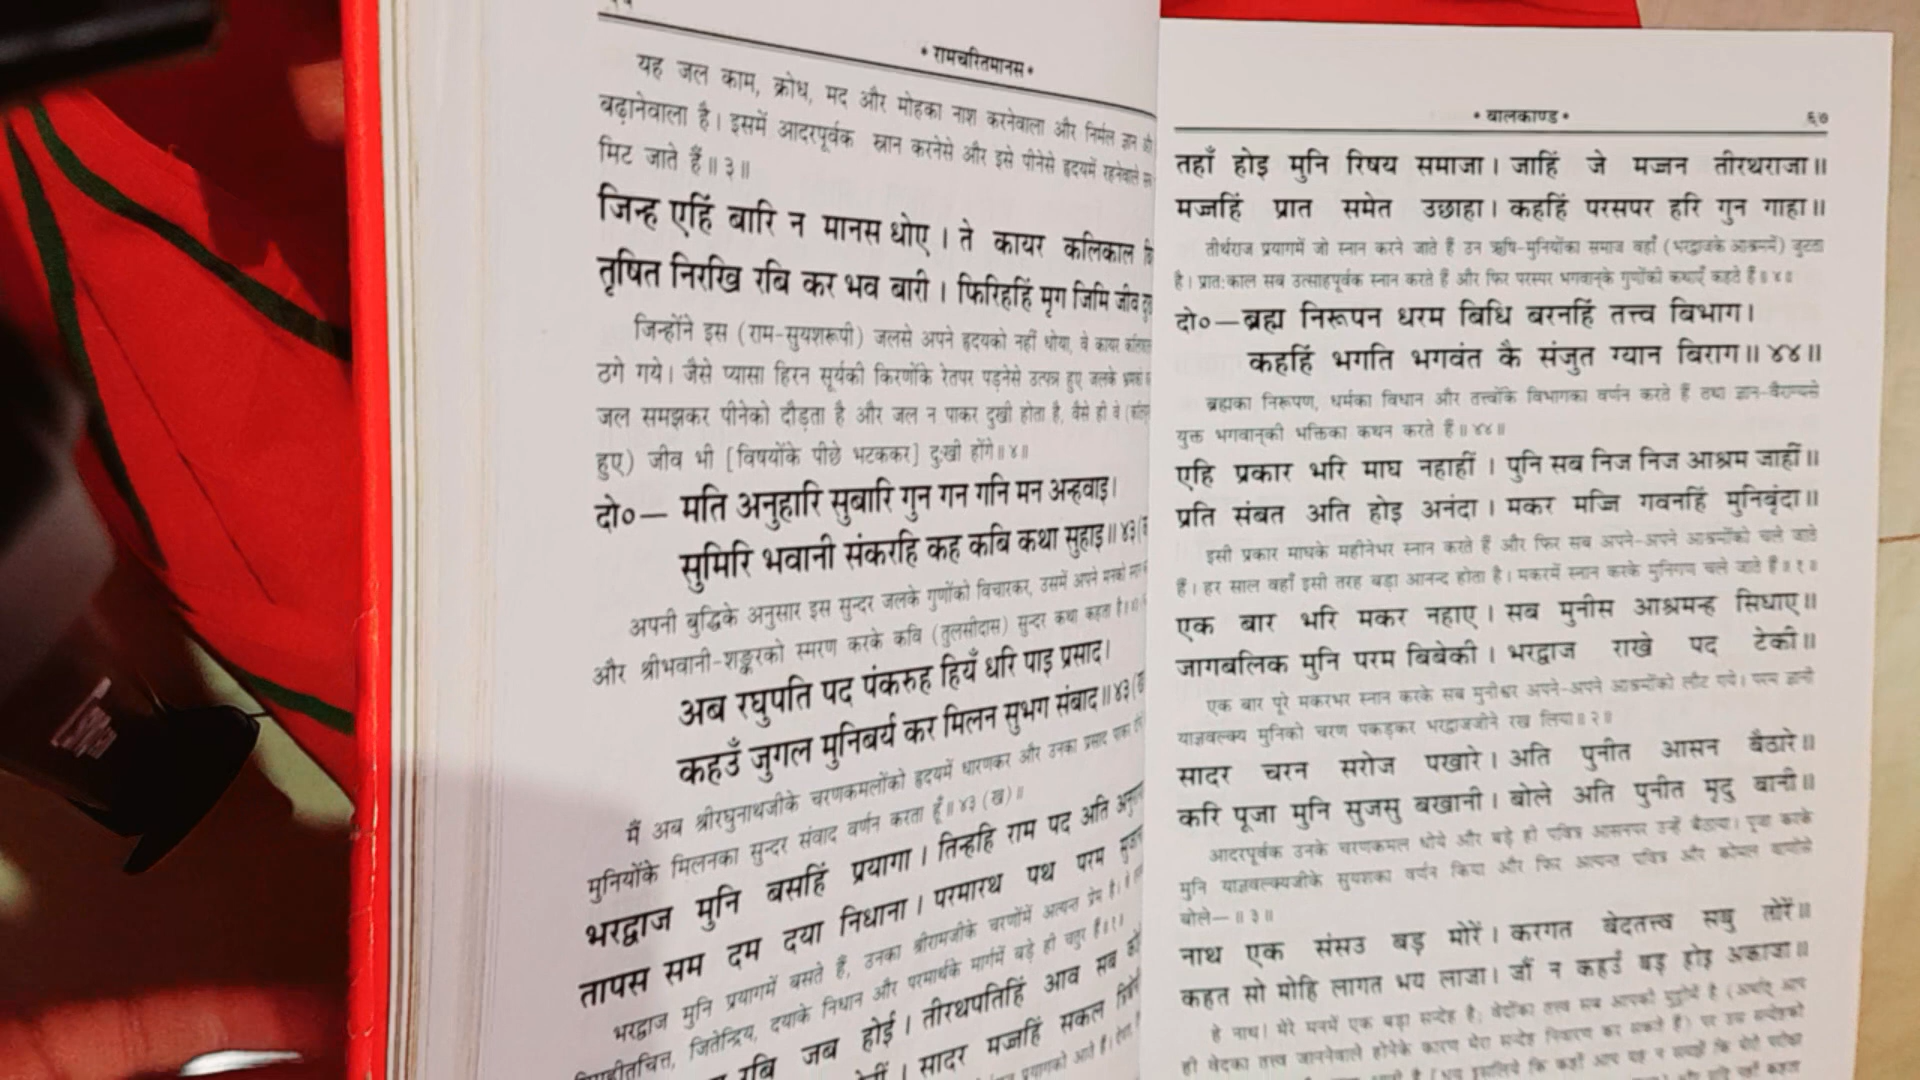 • रामचरितमानस •
यह जल काम, क्रोध, मद और मोहका नाश करनेवाला और निर्मल ज्ञान और
बढ़ानेवाला है। इसमें आदरपूर्वक स्नान करनेसे और इसे पीनेसे हृदयमें रहनेवाले
मिट जाते हैं॥ ३॥
जिन्ह एहिं बारि न मानस धोए । ते कायर कलिकाल
तृषित निरखि रबि कर भव बारी । फिरिहहिं मृग जिमि जीव
जिन्होंने इस (राम-सुयशरूपी) जलसे अपने हृदयको नहीं धोया, वे कायर
ठगे गये। जैसे प्यासा हिरन सूर्यकी किरणोंके रेतपर पड़नेसे उत्पन्न हुए जलके
जल समझकर पीनेको दौड़ता है और जल न पाकर दुखी होता है, वैसे ही वे
हुए) जीव भी [विषयोंके पीछे भटककर] दुःखी होंगे॥ ४॥
दो०— मति अनुहारि सुबारि गुन गन गनि मन अन्हवाइ।
सुमिरि भवानी संकरहि कह कबि कथा सुहाइ॥ ४३
अपनी बुद्धिके अनुसार इस सुन्दर जलके गुणोंको विचारकर, उसमें अपने मनको
और श्रीभवानी-शङ्करको स्मरण करके कवि (तुलसीदास) सुन्दर कथा कहता है।
अब रघुपति पद पंकरुह हियँ धरि पाइ प्रसाद।
कहउँ जुगल मुनिबर्य कर मिलन सुभग संबाद॥ ४३
मैं अब श्रीरघुनाथजीके चरणकमलोंको हृदयमें धारणकर और उनका प्रसाद पाकर
मुनियोंके मिलनका सुन्दर संवाद वर्णन करता हूँ॥ ४३ (ख)॥
भरद्वाज मुनि बसहिं प्रयागा । तिन्हहि राम पद अति
तापस सम दम दया निधाना । परमारथ पथ परम
भरद्वाज मुनि प्रयागमें बसते हैं, उनका श्रीरामजीके चरणोंमें अत्यन्त प्रेम है।
जितेन्द्रिय, दयाके निधान और परमार्थके मार्गमें बड़े ही चतुर हैं॥ १॥
रबि जब होई । तीरथपतिहिं आव सब
। सादर मज्जहिं सकल
• बालकाण्ड • ६७
तहाँ होइ मुनि रिषय समाजा । जाहिं जे मज्जन तीरथराजा॥
मज्जहिं प्रात समेत उछाहा । कहहिं परसपर हरि गुन गाहा॥
तीर्थराज प्रयागमें जो स्नान करने जाते हैं उन ऋषि-मुनियोंका समाज वहाँ (भरद्वाजके आश्रममें) जुटता
है। प्रातःकाल सब उत्साहपूर्वक स्नान करते हैं और फिर परस्पर भगवान्‌के गुणोंकी कथाएँ कहते हैं॥ ४॥
दो०—ब्रह्म निरूपन धरम बिधि बरनहिं तत्त्व बिभाग।
कहहिं भगति भगवंत कै संजुत ग्यान बिराग॥ ४४॥
ब्रह्मका निरूपण, धर्मका विधान और तत्त्वोंके विभागका वर्णन करते हैं तथा ज्ञान-वैराग्यसे
युक्त भगवान्‌की भक्तिका कथन करते हैं॥ ४४॥
एहि प्रकार भरि माघ नहाहीं । पुनि सब निज निज आश्रम जाहीं॥
प्रति संबत अति होइ अनंदा । मकर मज्जि गवनहिं मुनिबृंदा॥
इसी प्रकार माघके महीनेभर स्नान करते हैं और फिर सब अपने-अपने आश्रमोंको चले जाते
हैं। हर साल वहाँ इसी तरह बड़ा आनन्द होता है। मकरमें स्नान करके मुनिगण चले जाते हैं॥ १॥
एक बार भरि मकर नहाए । सब मुनीस आश्रमन्ह सिधाए॥
जागबलिक मुनि परम बिबेकी । भरद्वाज राखे पद टेकी॥
एक बार पूरे मकरभर स्नान करके सब मुनीश्वर अपने-अपने आश्रमोंको लौट गये। परम ज्ञानी
याज्ञवल्क्य मुनिको चरण पकड़कर भरद्वाजजीने रख लिया॥ २॥
सादर चरन सरोज पखारे । अति पुनीत आसन बैठारे॥
करि पूजा मुनि सुजसु बखानी । बोले अति पुनीत मृदु बानी॥
आदरपूर्वक उनके चरणकमल धोये और बड़े ही पवित्र आसनपर उन्हें बैठाया। पूजा करके
मुनि याज्ञवल्क्यजीके सुयशका वर्णन किया और फिर अत्यन्त पवित्र और कोमल वाणीसे
बोले—॥ ३॥
नाथ एक संसउ बड़ मोरें । करगत बेदतत्त्व सबु तोरें॥
कहत सो मोहि लागत भय लाजा । जौं न कहउँ बड़ होइ अकाजा॥
हे नाथ! मेरे मनमें एक बड़ा सन्देह है; वेदोंका तत्त्व सब आपकी मुट्ठीमें है (अर्थात् आप
ही वेदका तत्त्व जाननेवाले होनेके कारण मेरा सन्देह निवारण कर सकते हैं) पर उस सन्देहको